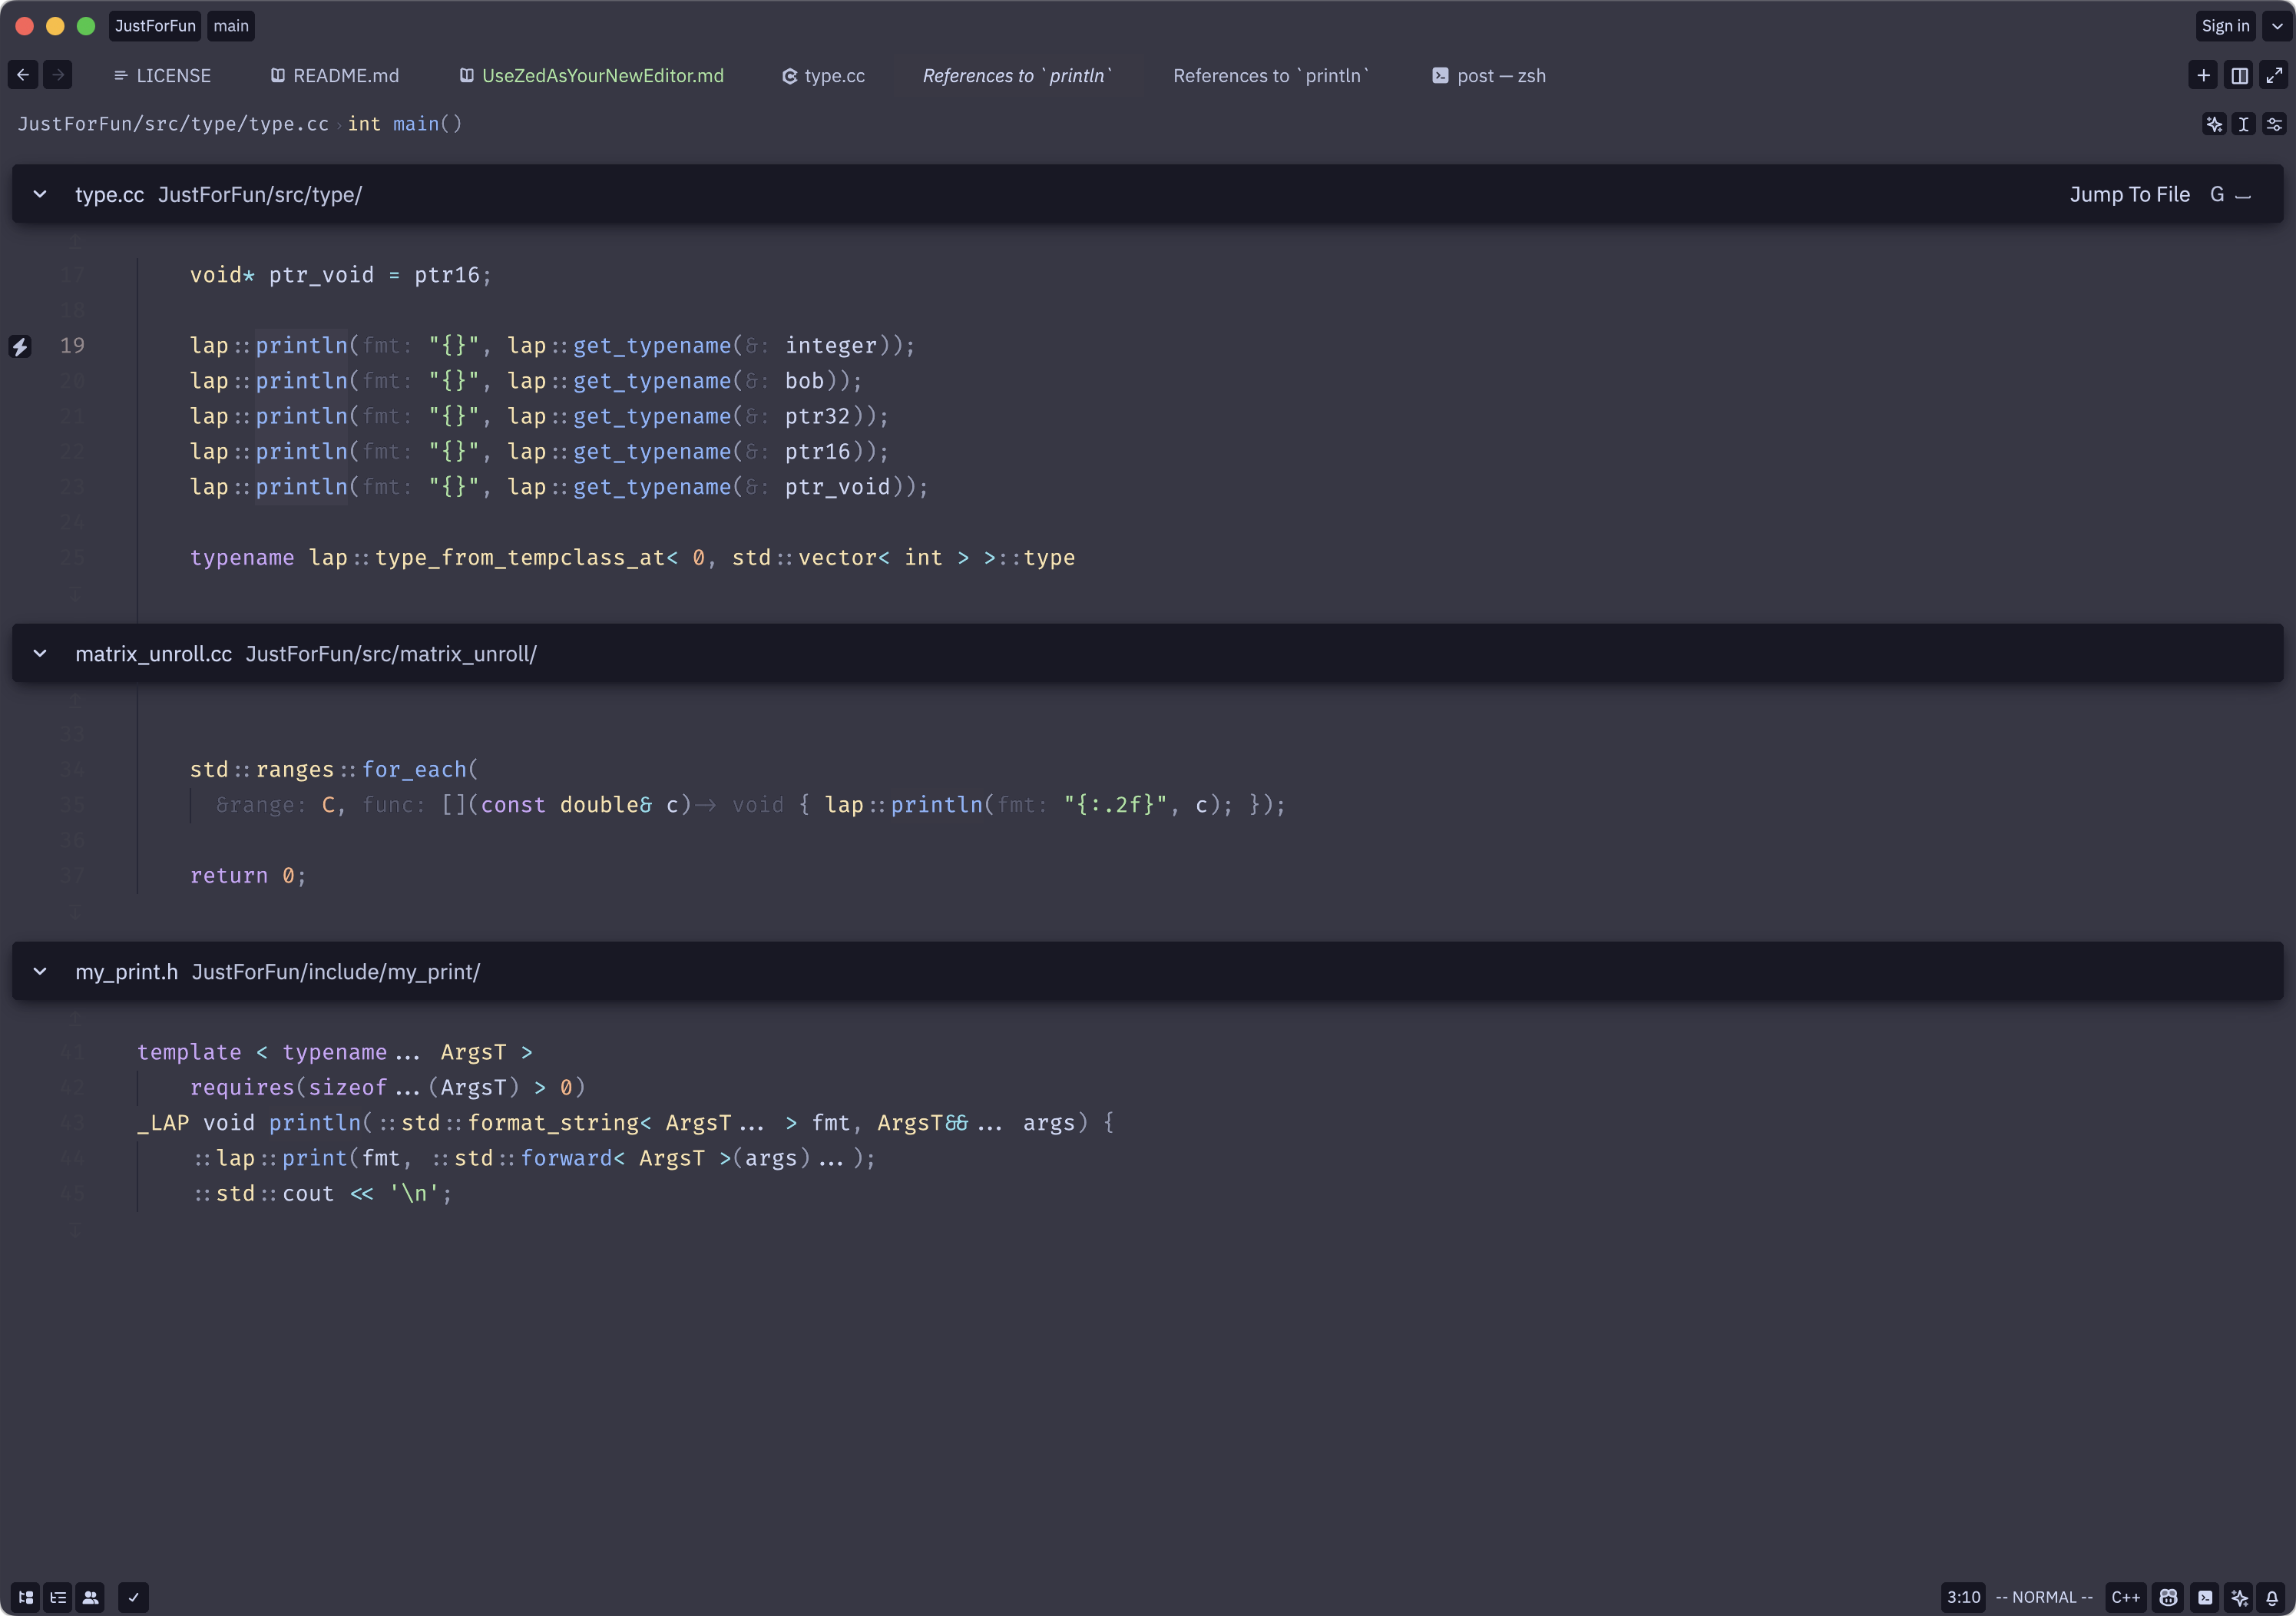 JustForFun main Sign in
LICENSE README.md UseZedAsYourNewEditor.md type.cc References to `println` References to `println` post — zsh
JustForFun/src/type/type.cc › int main()
type.cc JustForFun/src/type/ Jump To File G
17 void* ptr_void = ptr16;
18
19 lap::println(fmt: "{}", lap::get_typename(&: integer));
20 lap::println(fmt: "{}", lap::get_typename(&: bob));
21 lap::println(fmt: "{}", lap::get_typename(&: ptr32));
22 lap::println(fmt: "{}", lap::get_typename(&: ptr16));
23 lap::println(fmt: "{}", lap::get_typename(&: ptr_void));
24
25 typename lap::type_from_tempclass_at< 0, std::vector< int > >::type
matrix_unroll.cc JustForFun/src/matrix_unroll/
33
34 std::ranges::for_each(
35 &range: C, func: [](const double& c)-> void { lap::println(fmt: "{:.2f}", c); });
36
37 return 0;
my_print.h JustForFun/include/my_print/
41 template < typename... ArgsT >
42 requires(sizeof...(ArgsT) > 0)
43 _LAP void println(::std::format_string< ArgsT... > fmt, ArgsT&&... args) {
44 ::lap::print(fmt, ::std::forward< ArgsT >(args)...);
45 ::std::cout << '\n';
3:10 -- NORMAL -- C++